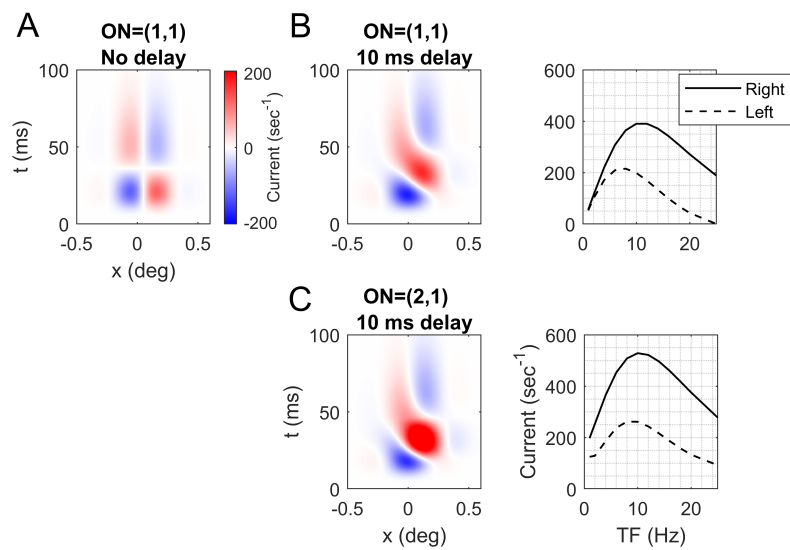 A
ON=(1,1)
No delay
100
50
0
-0.5
0
0.5
t (ms)
x (deg)
200
0
-200
Current (sec⁻¹)
B
ON=(1,1)
10 ms delay
100
50
0
-0.5
0
0.5
600
400
200
0
0
10
20
Right
Left
C
ON=(2,1)
10 ms delay
100
50
0
-0.5
0
0.5
t (ms)
x (deg)
600
400
200
0
0
10
20
Current (sec⁻¹)
TF (Hz)